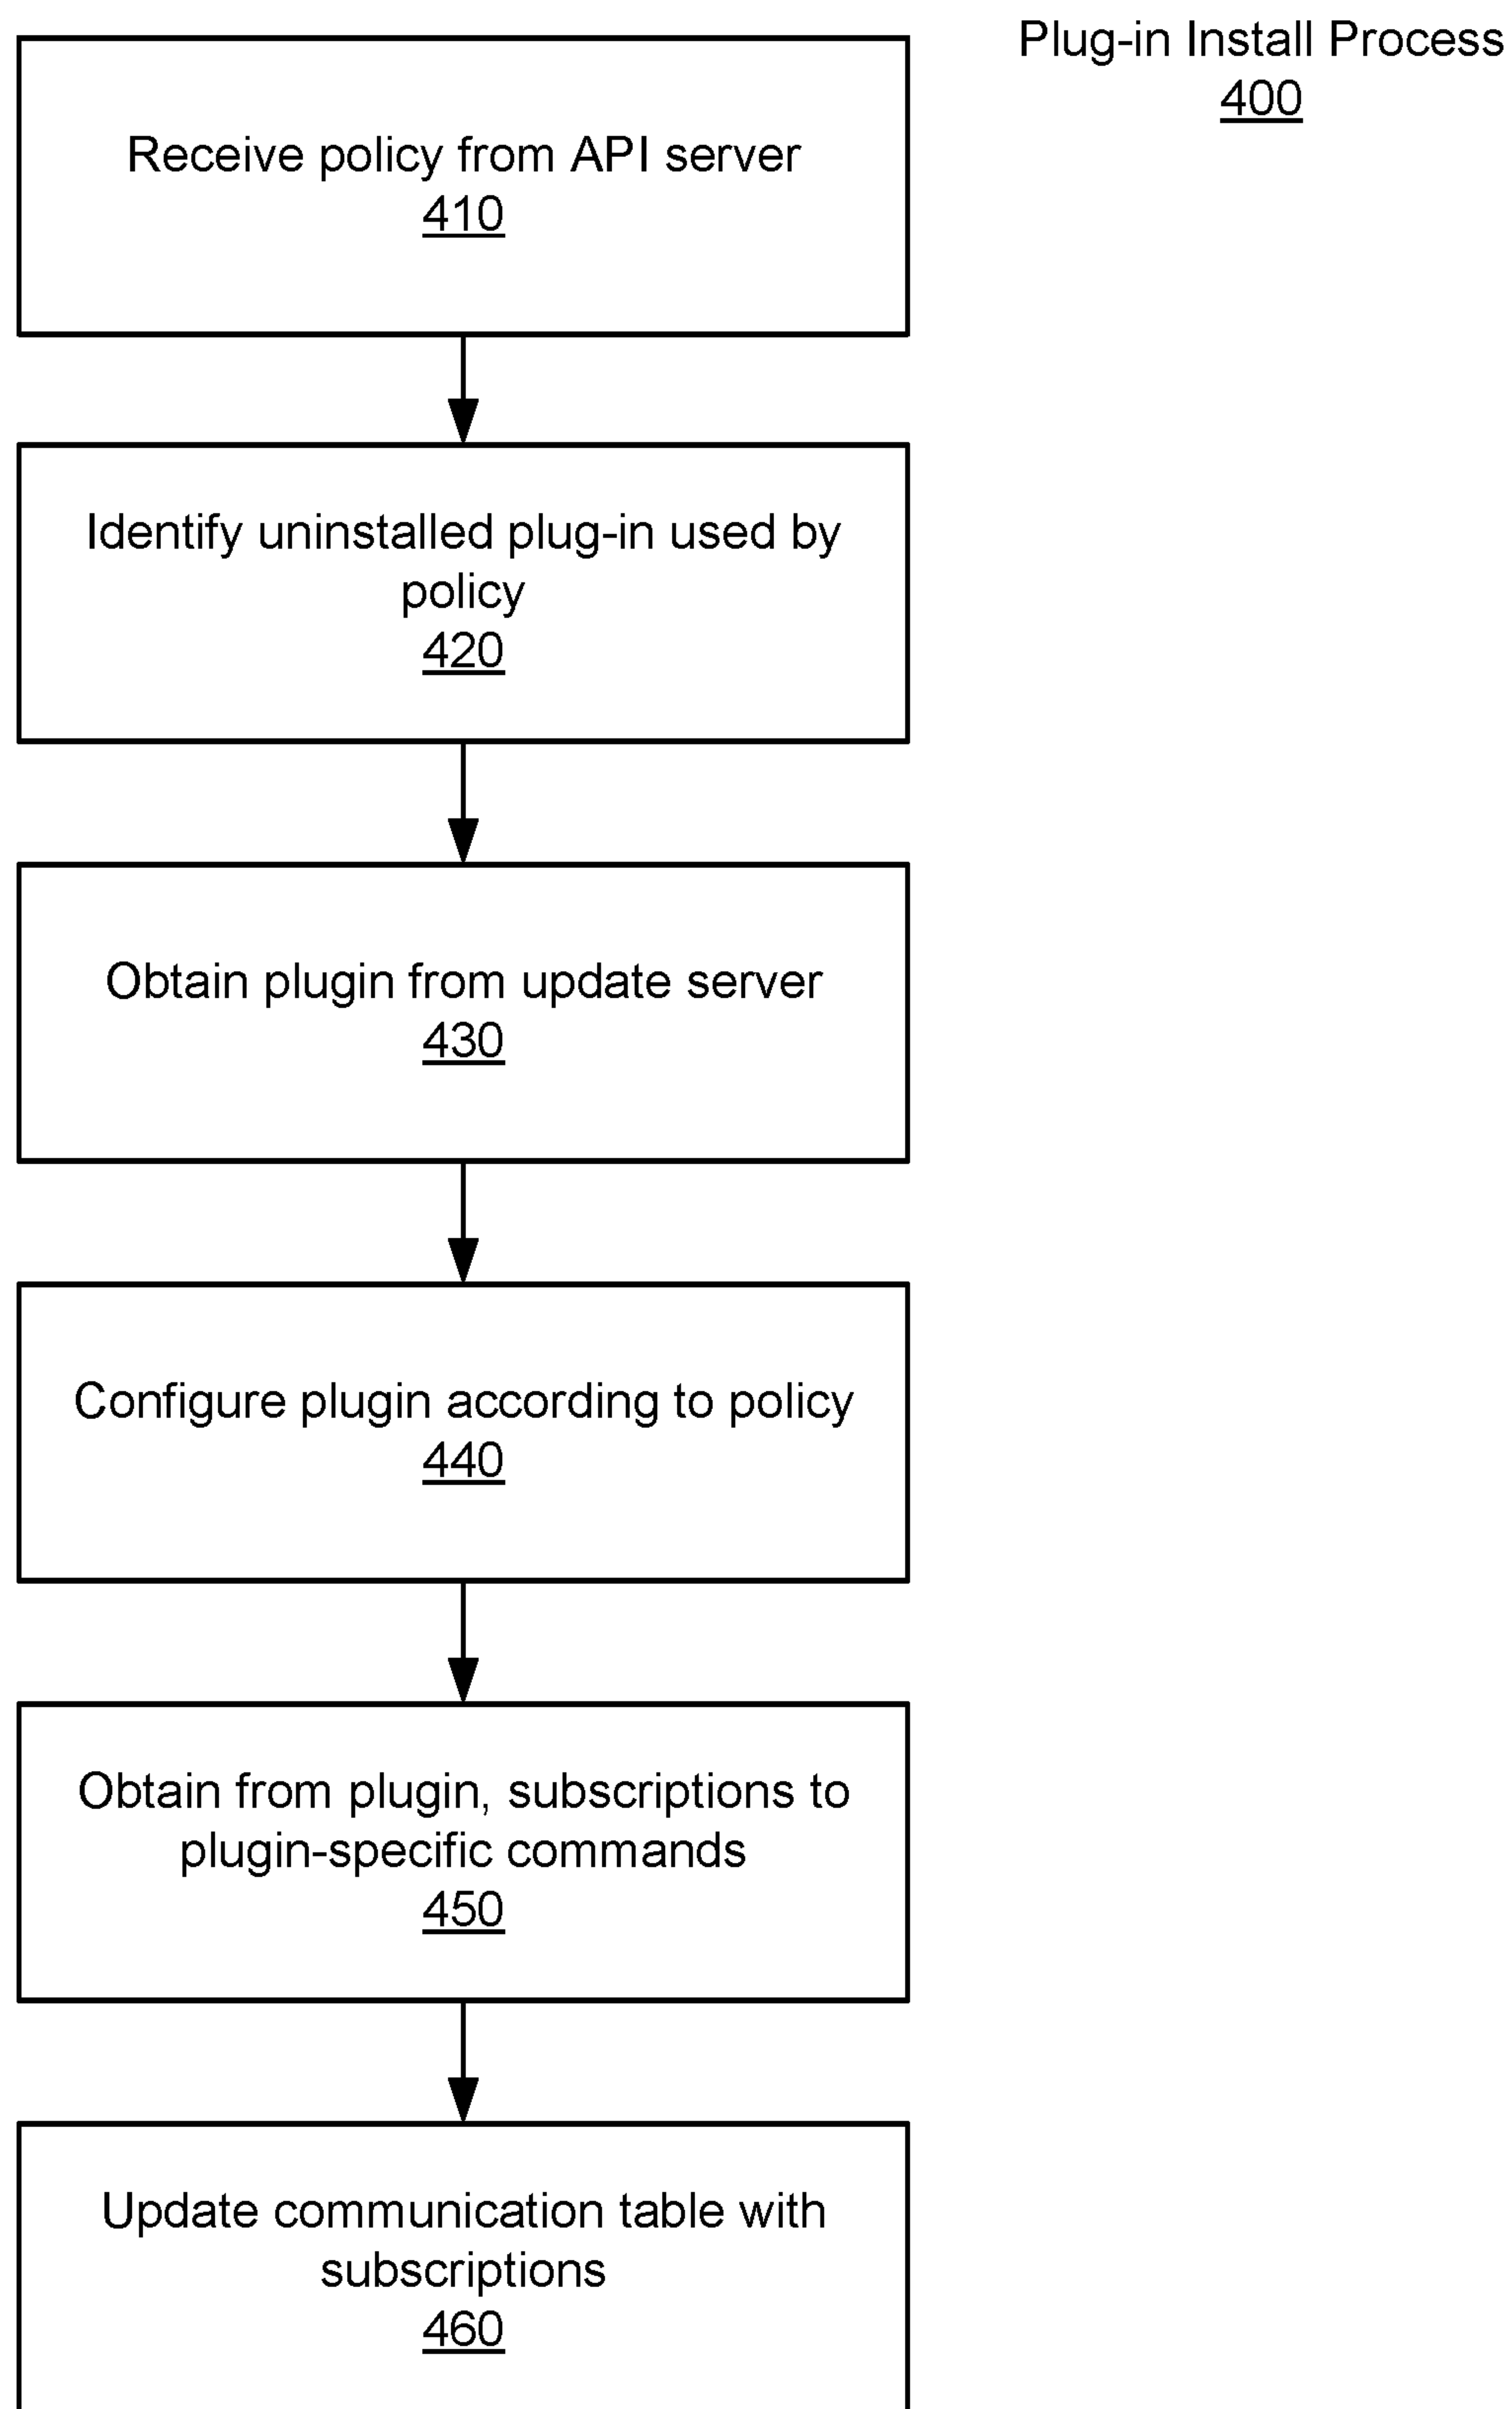 Plug-in Install Process
400
Receive policy from API server
410
Identify uninstalled plug-in used by
policy
420
Obtain plugin from update server
430
Configure plugin according to policy
440
Obtain from plugin, subscriptions to
plugin-specific commands
450
Update communication table with
subscriptions
460